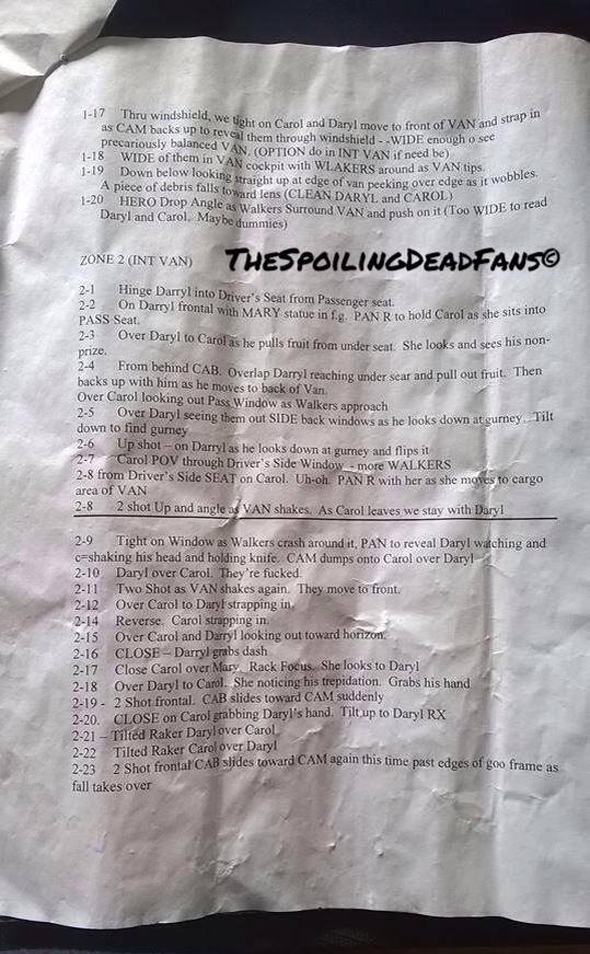 1-17 Thru windshield, we tight on Carol and Daryl move to front of VAN and strap in
as CAM backs up to reveal them through windshield - -WIDE enough o see
precariously balanced VAN. (OPTION do in INT VAN if need be)
1-18 WIDE of them in VAN cockpit with WLAKERS around as VAN tips.
1-19 Down below looking straight up at edge of van peeking over edge as it wobbles.
A piece of debris falls toward lens (CLEAN DARYL and CAROL)
1-20 HERO Drop Angle as Walkers Surround VAN and push on it (Too WIDE to read
Daryl and Carol. Maybe dummies)
ZONE 2 (INT VAN)
THESPOILINGDEADFANS©
2-1 Hinge Darryl into Driver's Seat from Passenger seat.
2-2 On Darryl frontal with MARY statue in f.g. PAN R to hold Carol as she sits into
PASS Seat.
2-3 Over Daryl to Carol as he pulls fruit from under seat. She looks and sees his non-
prize.
2-4 From behind CAB. Overlap Darryl reaching under sear and pull out fruit. Then
backs up with him as he moves to back of Van.
Over Carol looking out Pass Window as Walkers approach
2-5 Over Daryl seeing them out SIDE back windows as he looks down at gurney. Tilt
down to find gurney
2-6 Up shot – on Darryl as he looks down at gurney and flips it
2-7 Carol POV through Driver's Side Window - more WALKERS
2-8 from Driver's Side SEAT on Carol. Uh-oh. PAN R with her as she moves to cargo
area of VAN
2-8 2 shot Up and angle as VAN shakes. As Carol leaves we stay with Daryl
2-9 Tight on Window as Walkers crash around it, PAN to reveal Daryl watching and
c=shaking his head and holding knife. CAM dumps onto Carol over Daryl
2-10 Daryl over Carol. They're fucked.
2-11 Two Shot as VAN shakes again. They move to front.
2-12 Over Carol to Daryl strapping in.
2-14 Reverse. Carol strapping in.
2-15 Over Carol and Darryl looking out toward horizon.
2-16 CLOSE – Darryl grabs dash
2-17 Close Carol over Mary. Rack Focus. She looks to Daryl
2-18 Over Daryl to Carol. She noticing his trepidation. Grabs his hand
2-19 - 2 Shot frontal. CAB slides toward CAM suddenly
2-20. CLOSE on Carol grabbing Daryl's hand. Tilt up to Daryl RX
2-21 – Tilted Raker Daryl over Carol
2-22 Tilted Raker Carol over Daryl
2-23 2 Shot frontal CAB slides toward CAM again this time past edges of goo frame as
fall takes over